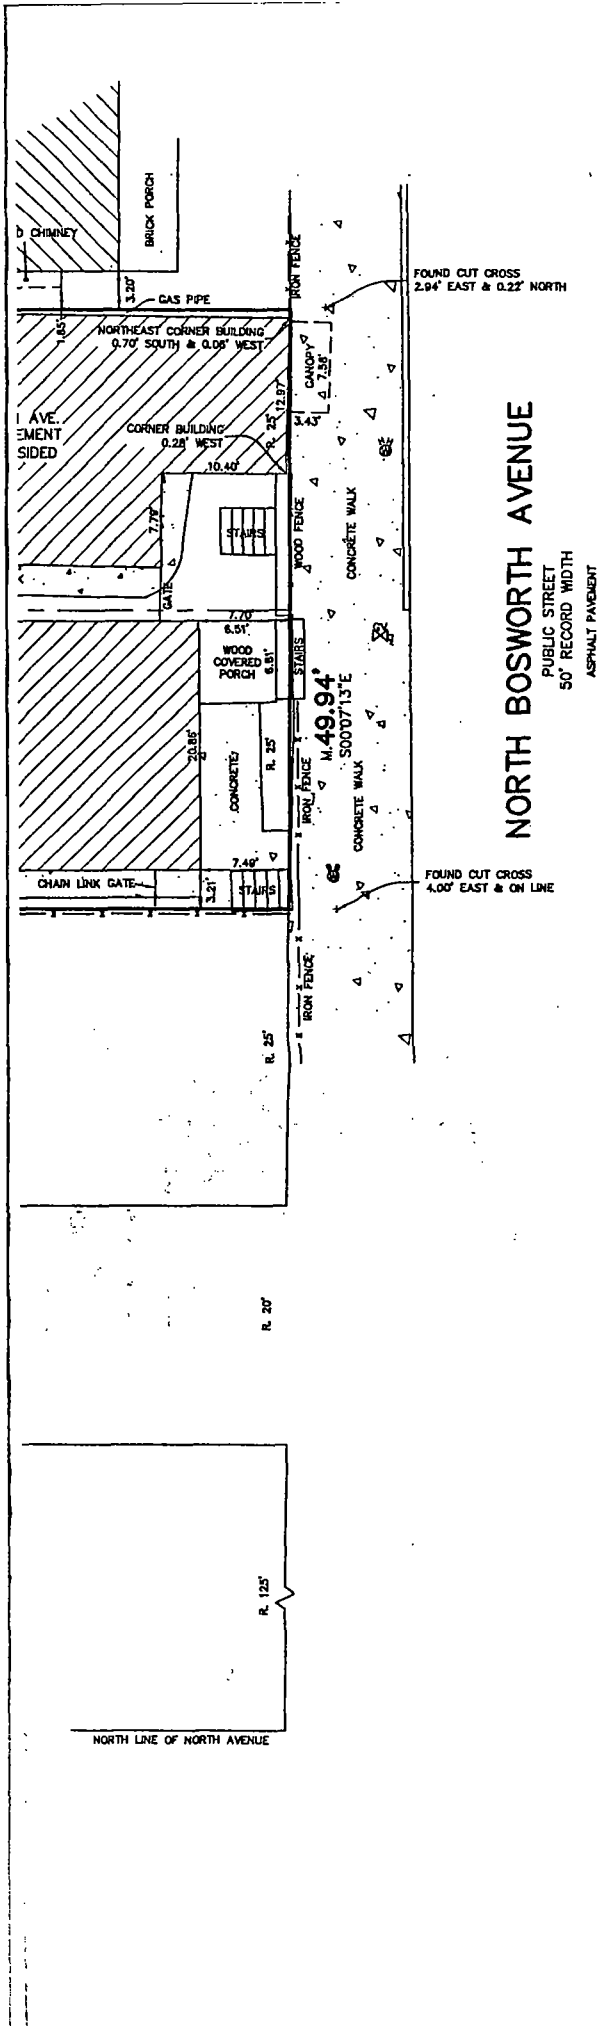 BRICK PORCH
CHIMNEY
3.20'
1.85'
GAS PIPE
IRON FENCE
FOUND CUT CROSS
2.94' EAST & 0.22' NORTH
NORTHEAST CORNER BUILDING
0.70' SOUTH & 0.06' WEST
CANOPY
7.56'
12.97'
3.43'
R. 25'
AVE.
EMENT
SIDED
CORNER BUILDING
0.28' WEST
10.40'
7.79'
STAIRS
WOOD FENCE
CONCRETE WALK
GATE
7.70'
6.51'
WOOD
COVERED
PORCH
6.81'
STAIRS
M. 49.94'
S00°07'13"E
NORTH BOSWORTH AVENUE
PUBLIC STREET
50' RECORD WIDTH
ASPHALT PAVEMENT
20.86'
CONCRETE
R. 25'
IRON FENCE
CONCRETE WALK
7.49'
CHAIN LINK GATE
3.21'
STAIRS
FOUND CUT CROSS
4.00' EAST & ON LINE
IRON FENCE
R. 25'
R. 20'
R. 125'
NORTH LINE OF NORTH AVENUE